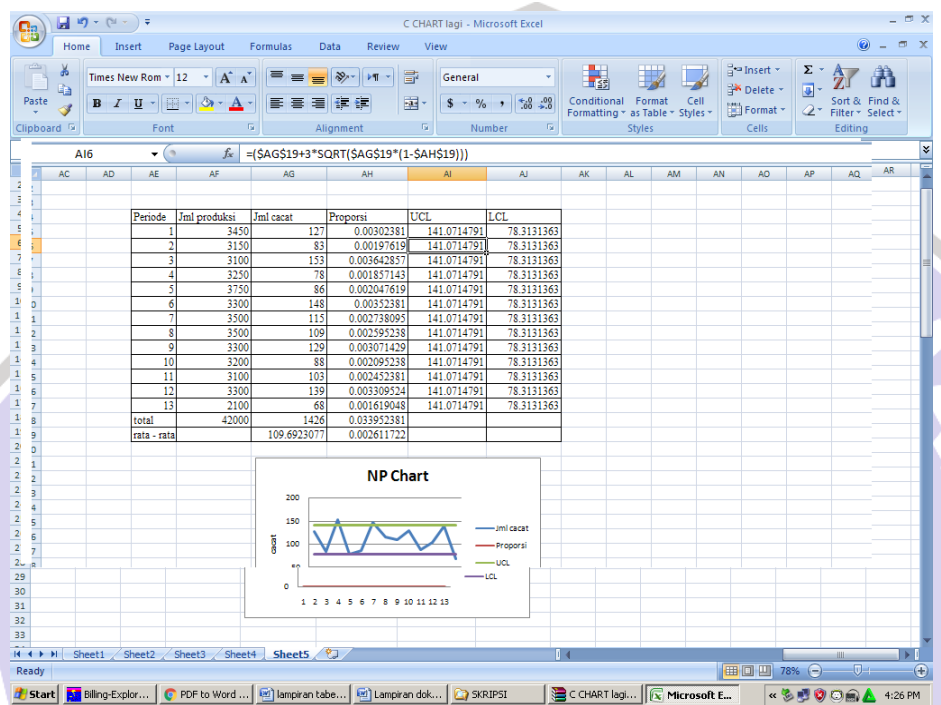 C CHART lagi - Microsoft Excel
Home Insert Page Layout Formulas Data Review View
Paste
Times New Rom 12
General
B I U
$ % ,
Conditional Formatting
Format as Table
Cell Styles
Insert
Delete
Format
Sort & Filter
Find & Select
Clipboard Font Alignment Number Styles Cells Editing
AI6 fx =($AG$19+3*SQRT($AG$19*(1-$AH$19)))
AC AD AE AF AG AH AI AJ AK AL AM AN AO AP AQ AR
Periode Jml produksi Jml cacat Proporsi UCL LCL
1 3450 127 0.00302381 141.0714791 78.3131363
2 3150 83 0.00197619 141.0714791 78.3131363
3 3100 153 0.003642857 141.0714791 78.3131363
4 3250 78 0.001857143 141.0714791 78.3131363
5 3750 86 0.002047619 141.0714791 78.3131363
6 3300 148 0.00352381 141.0714791 78.3131363
7 3500 115 0.002738095 141.0714791 78.3131363
8 3500 109 0.002595238 141.0714791 78.3131363
9 3300 129 0.003071429 141.0714791 78.3131363
10 3200 88 0.002095238 141.0714791 78.3131363
11 3100 103 0.002452381 141.0714791 78.3131363
12 3300 139 0.003309524 141.0714791 78.3131363
13 2100 68 0.001619048 141.0714791 78.3131363
total 42000 1426 0.033952381
rata - rata 109.6923077 0.002611722
NP Chart
200
150
100
0
cacat
1 2 3 4 5 6 7 8 9 10 11 12 13
Jml cacat
Proporsi
UCL
LCL
29
30
31
32
33
Sheet1 Sheet2 Sheet3 Sheet4 Sheet5
Ready 78%
Start Billing-Explor... PDF to Word ... lampiran tabe... Lampiran dok... SKRIPSI C CHART lagi... Microsoft E... 4:26 PM